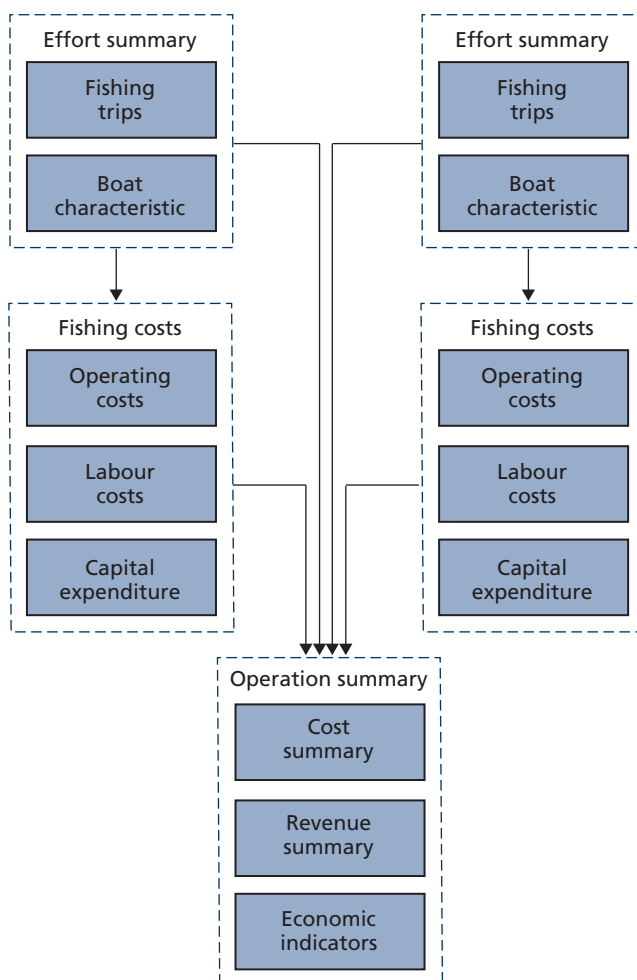 Effort summary
Fishing
trips
Boat
characteristic
Fishing costs
Operating
costs
Labour
costs
Capital
expenditure
Effort summary
Fishing
trips
Boat
characteristic
Fishing costs
Operating
costs
Labour
costs
Capital
expenditure
Operation summary
Cost
summary
Revenue
summary
Economic
indicators